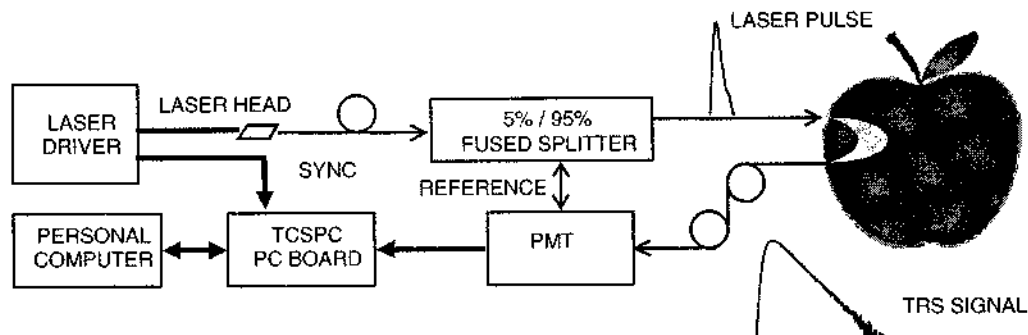 LASER PULSE
LASER HEAD
LASER
DRIVER
5% / 95%
FUSED SPLITTER
SYNC
REFERENCE
PERSONAL
COMPUTER
TCSPC
PC BOARD
PMT
TRS SIGNAL